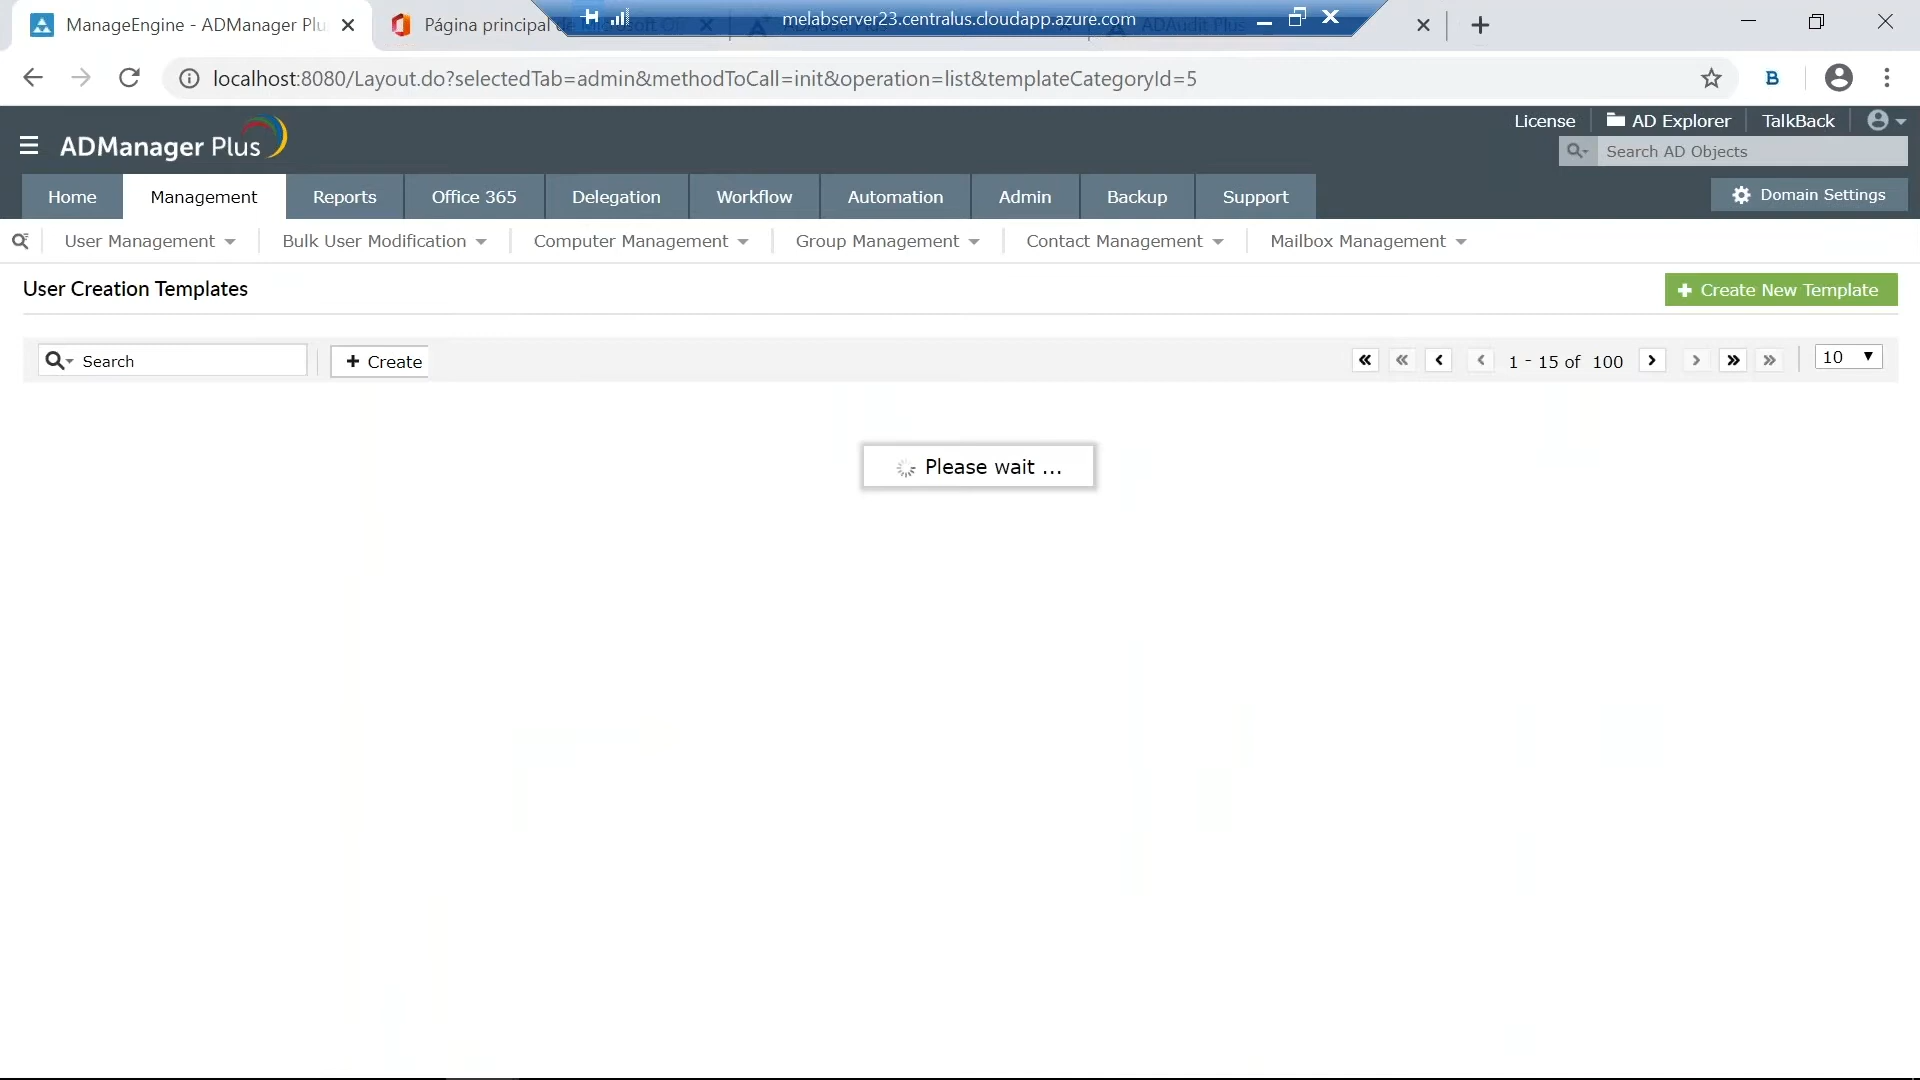 ManageEngine - ADManager Plu
Página principal de Microsoft Of
melabserver23.centralus.cloudapp.azure.com
ADAudit Plus
localhost:8080/Layout.do?selectedTab=admin&methodToCall=init&operation=list&templateCategoryId=5
License
AD Explorer
TalkBack
ADManager Plus
Search AD Objects
Home
Management
Reports
Office 365
Delegation
Workflow
Automation
Admin
Backup
Support
Domain Settings
User Management
Bulk User Modification
Computer Management
Group Management
Contact Management
Mailbox Management
User Creation Templates
+ Create New Template
Search
+ Create
« « ‹ ‹ 1 - 15 of 100 › › » »
10
Please wait ...